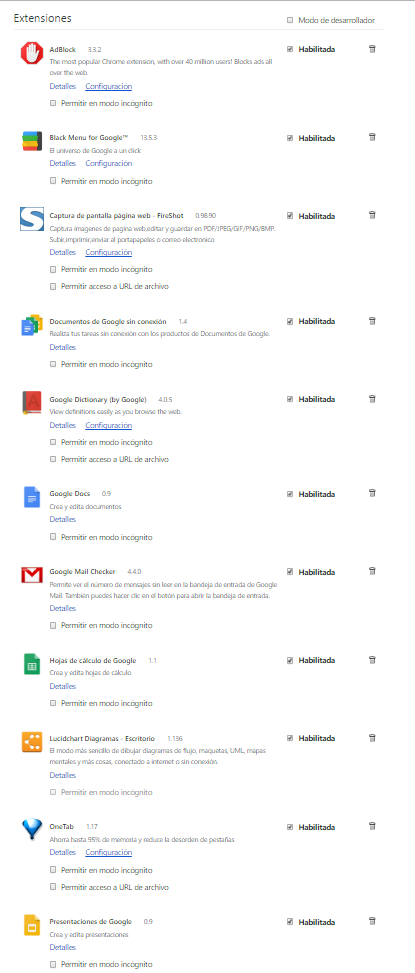 Extensiones
Modo de desarrollador
AdBlock 3.3.2 Habilitada
The most popular Chrome extension, with over 40 million users! Blocks ads all
over the web.
Detalles Configuración
Permitir en modo incógnito
Black Menu for Google™ 13.5.3 Habilitada
El universo de Google a un click
Detalles Configuración
Permitir en modo incógnito
Captura de pantalla página web - FireShot 0.98.90 Habilitada
Captura imagenes de pagina web,editar y guardar en PDF/JPEG/GIF/PNG/BMP.
Subir,imprimir,enviar al portapapeles o correo electronico
Detalles Configuración
Permitir en modo incógnito
Permitir acceso a URL de archivo
Documentos de Google sin conexión 1.4 Habilitada
Realiza tus tareas sin conexión con los productos de Documentos de Google.
Detalles
Permitir en modo incógnito
Google Dictionary (by Google) 4.0.5 Habilitada
View definitions easily as you browse the web.
Detalles Configuración
Permitir en modo incógnito
Permitir acceso a URL de archivo
Google Docs 0.9 Habilitada
Crea y edita documentos
Detalles
Permitir en modo incógnito
Google Mail Checker 4.4.0 Habilitada
Permite ver el número de mensajes sin leer en la bandeja de entrada de Google
Mail. También puedes hacer clic en el botón para abrir la bandeja de entrada.
Detalles
Permitir en modo incógnito
Hojas de cálculo de Google 1.1 Habilitada
Crea y edita hojas de cálculo
Detalles
Permitir en modo incógnito
Lucidchart Diagramas - Escritorio 1.136 Habilitada
El modo más sencillo de dibujar diagramas de flujo, maquetas, UML, mapas
mentales y más cosas, conectado a internet o sin conexión.
Detalles
Permitir en modo incógnito
OneTab 1.17 Habilitada
Ahorra hasta 95% de memoria y reduce la desorden de pestañas
Detalles Configuración
Permitir en modo incógnito
Permitir acceso a URL de archivo
Presentaciones de Google 0.9 Habilitada
Crea y edita presentaciones
Detalles
Permitir en modo incógnito